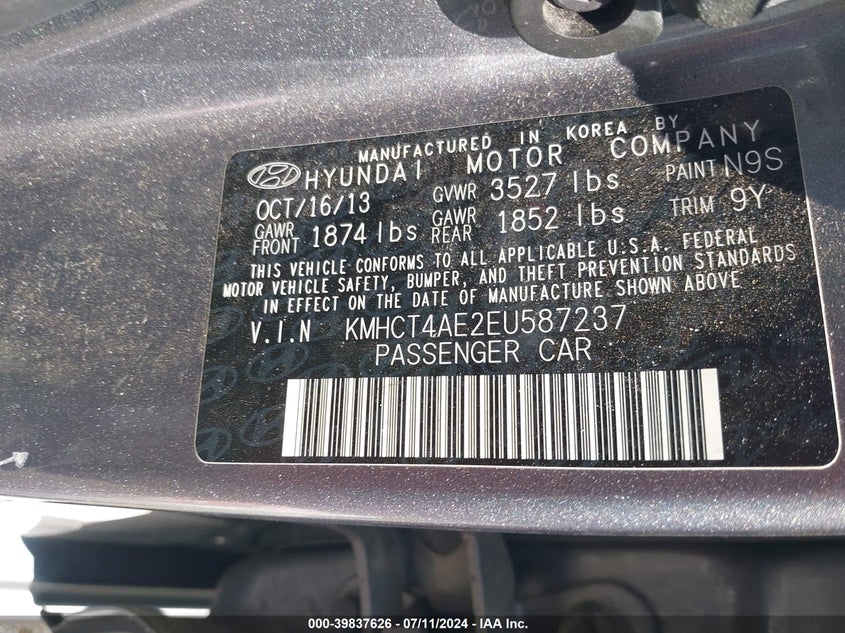 MANUFACTURED IN KOREA BY
HYUNDAI MOTOR COMPANY
OCT/16/13 GVWR 3527 lbs PAINT N9S
GAWR FRONT 1874 lbs GAWR REAR 1852 lbs TRIM 9Y
THIS VEHICLE CONFORMS TO ALL APPLICABLE U.S.A. FEDERAL
MOTOR VEHICLE SAFETY, BUMPER, AND THEFT PREVENTION STANDARDS
IN EFFECT ON THE DATE OF MANUFACTURE SHOWN ABOVE
V.I.N KMHCT4AE2EU587237
PASSENGER CAR
000-39837626 - 07/11/2024 - IAA Inc.